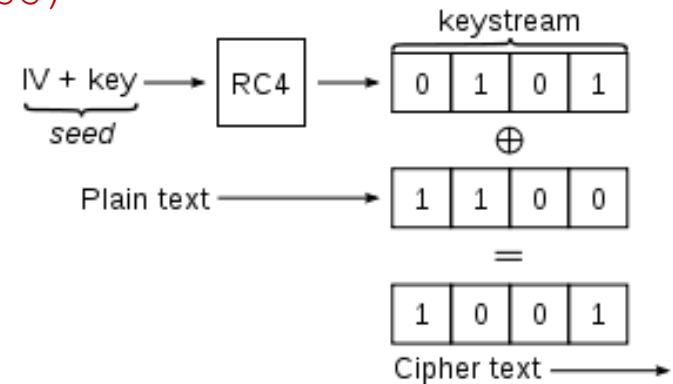 keystream
IV + key RC4 0 1 0 1
seed
⊕
Plain text 1 1 0 0
=
1 0 0 1
Cipher text